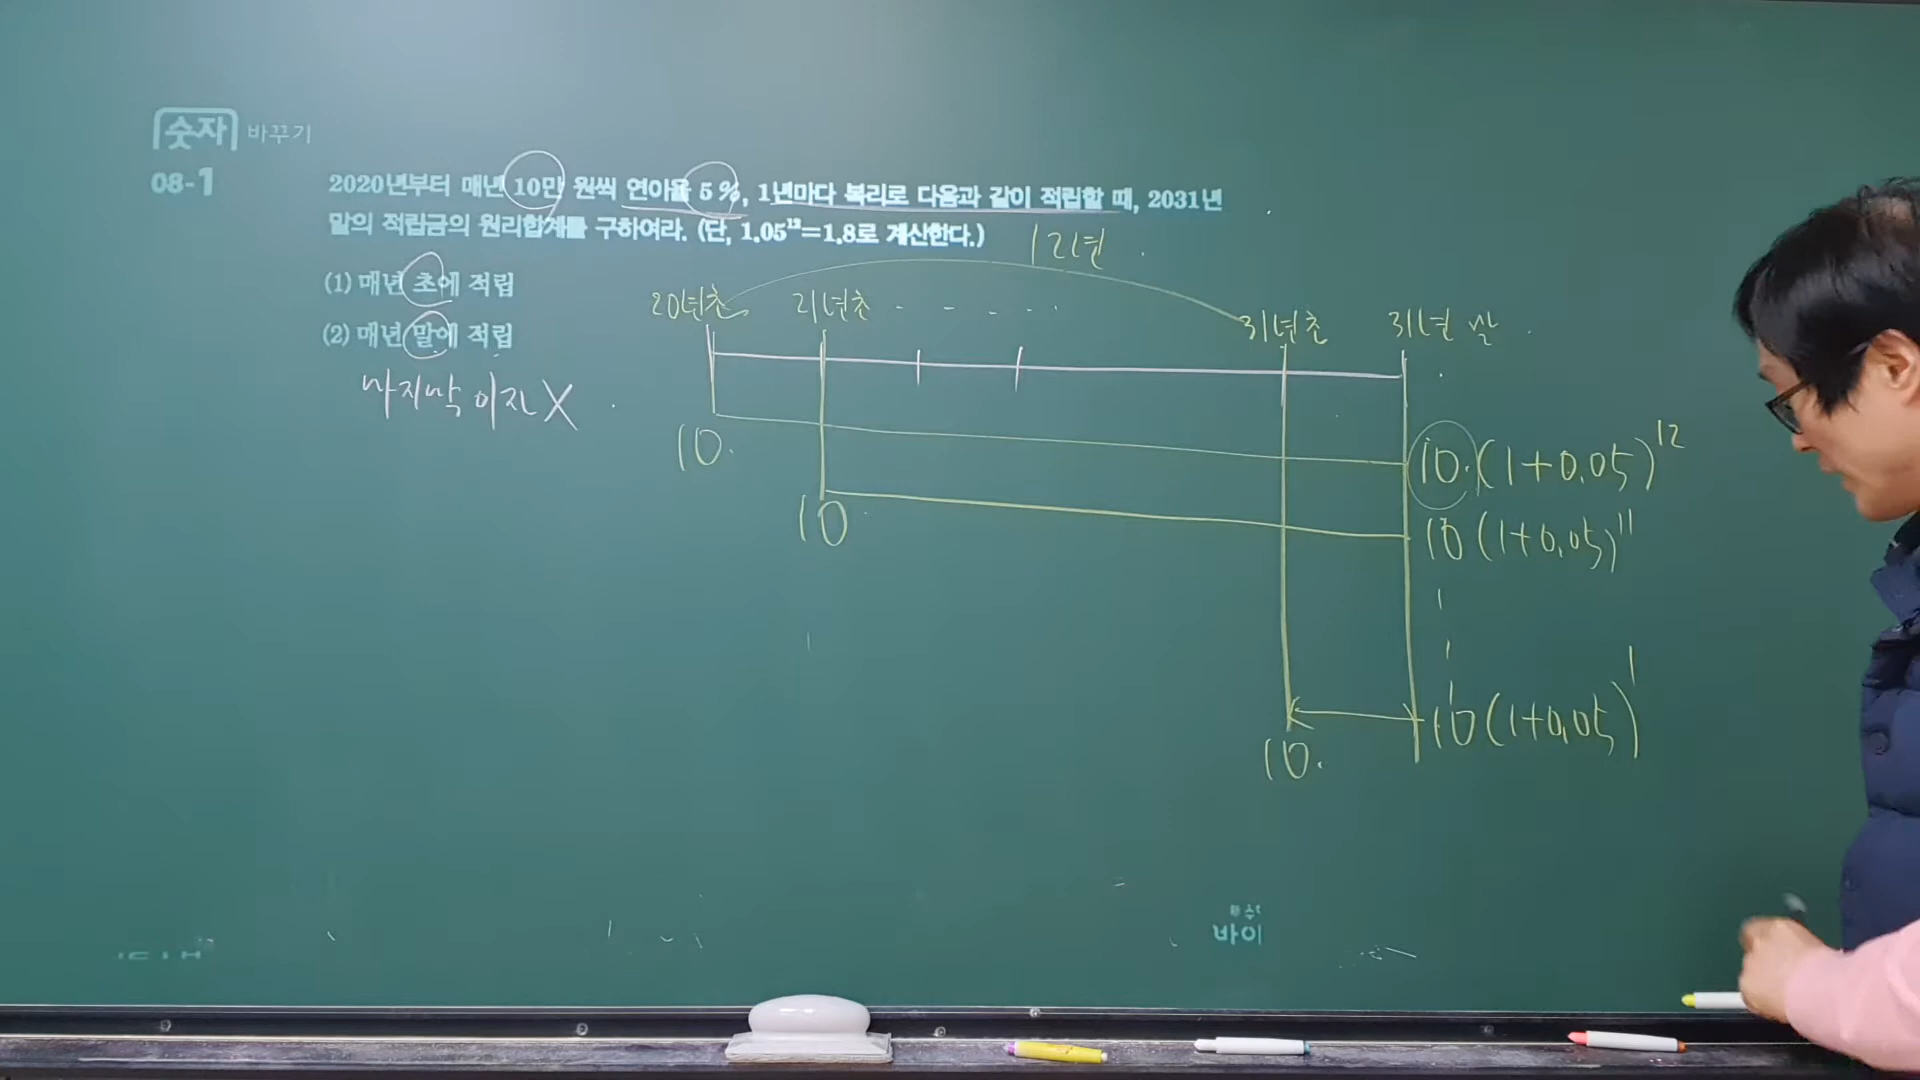 숫자 바꾸기
08-1
2020년부터 매년 10만 원씩 연이율 5%, 1년마다 복리로 다음과 같이 적립할 때, 2031년
말의 적립금의 원리합계를 구하여라. (단, 1.05¹²=1.8로 계산한다.)
(1) 매년 초에 적립
(2) 매년 말에 적립
마지막 이자 X
12년
20년초 21년초 - - - - - 31년초 31년 말
10. 10.(1+0.05)¹²
10 10(1+0.05)¹¹
10. 10(1+0.05)¹
바이